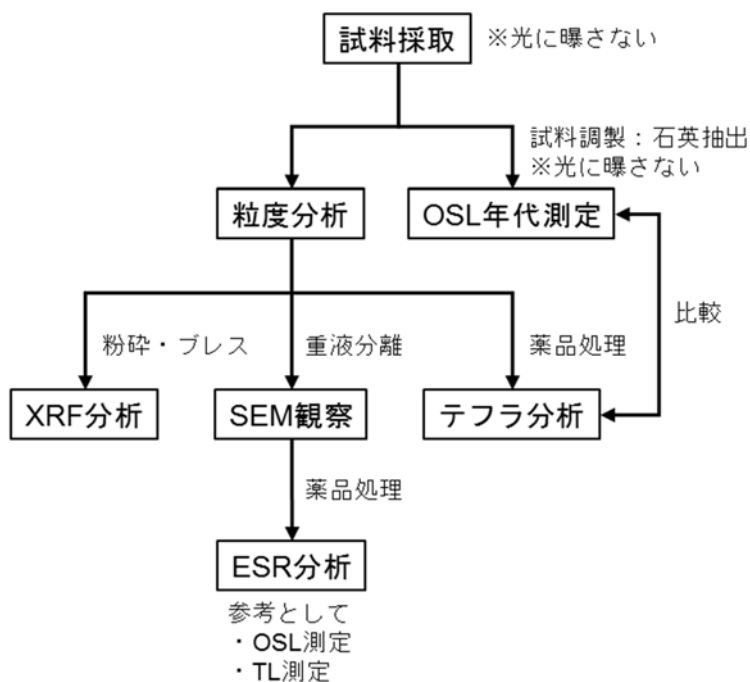 試料採取
※光に曝さない
試料調製：石英抽出
※光に曝さない
粒度分析
OSL年代測定
比較
粉砕・ブレス
重液分離
薬品処理
XRF分析
SEM観察
テフラ分析
薬品処理
ESR分析
参考として
・OSL測定
・TL測定